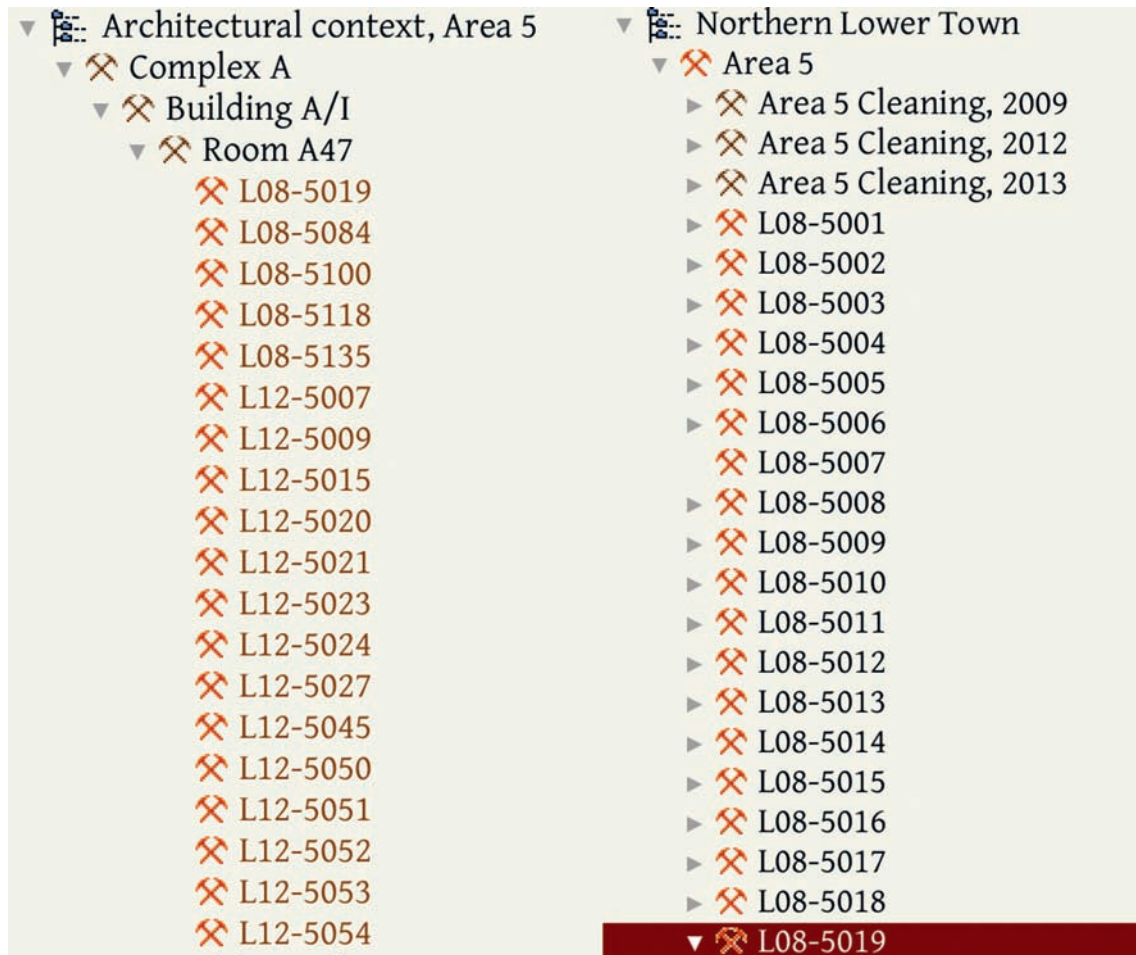 Architectural context, Area 5
Complex A
Building A/I
Room A47
L08-5019
L08-5084
L08-5100
L08-5118
L08-5135
L12-5007
L12-5009
L12-5015
L12-5020
L12-5021
L12-5023
L12-5024
L12-5027
L12-5045
L12-5050
L12-5051
L12-5052
L12-5053
L12-5054
Northern Lower Town
Area 5
Area 5 Cleaning, 2009
Area 5 Cleaning, 2012
Area 5 Cleaning, 2013
L08-5001
L08-5002
L08-5003
L08-5004
L08-5005
L08-5006
L08-5007
L08-5008
L08-5009
L08-5010
L08-5011
L08-5012
L08-5013
L08-5014
L08-5015
L08-5016
L08-5017
L08-5018
L08-5019